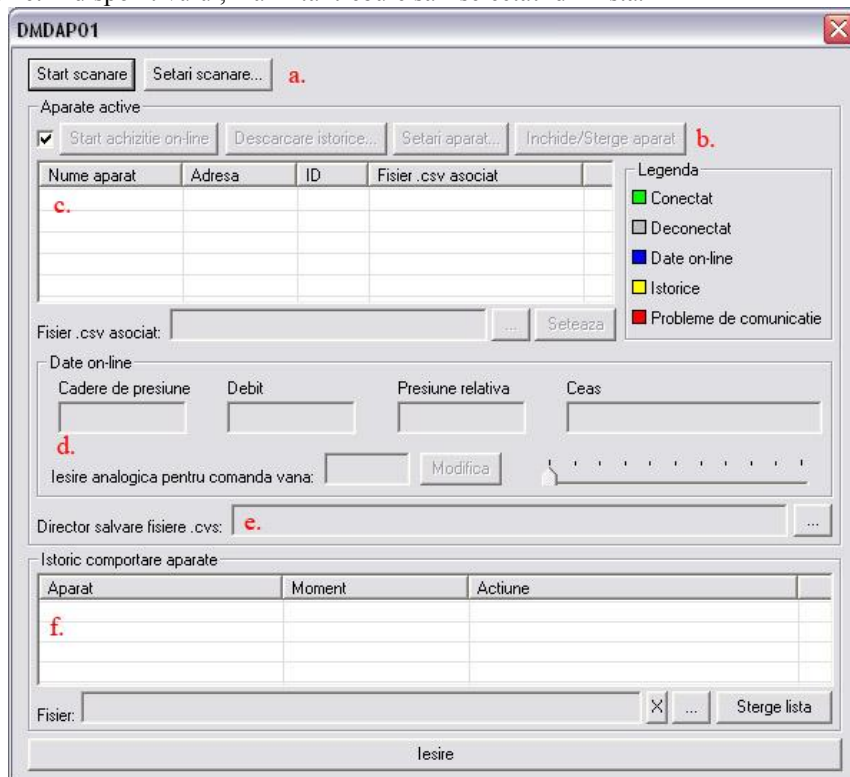 DMDAP01
Start scanare Setari scanare... a.
Aparate active
Start achizitie on-line Descarcare istorice... Setari aparat... Inchide/Sterge aparat b.
Nume aparat Adresa ID Fisier .csv asociat
c.
Legenda
Conectat
Deconectat
Date on-line
Istorice
Probleme de comunicatie
Fisier .csv asociat: ... Seteaza
Date on-line
Cadere de presiune Debit Presiune relativa Ceas
d.
Iesire analogica pentru comanda vana: Modifica
Director salvare fisiere .cvs: e. ...
Istoric comportare aparate
Aparat Moment Actiune
f.
Fisier: X ... Sterge lista
Iesire